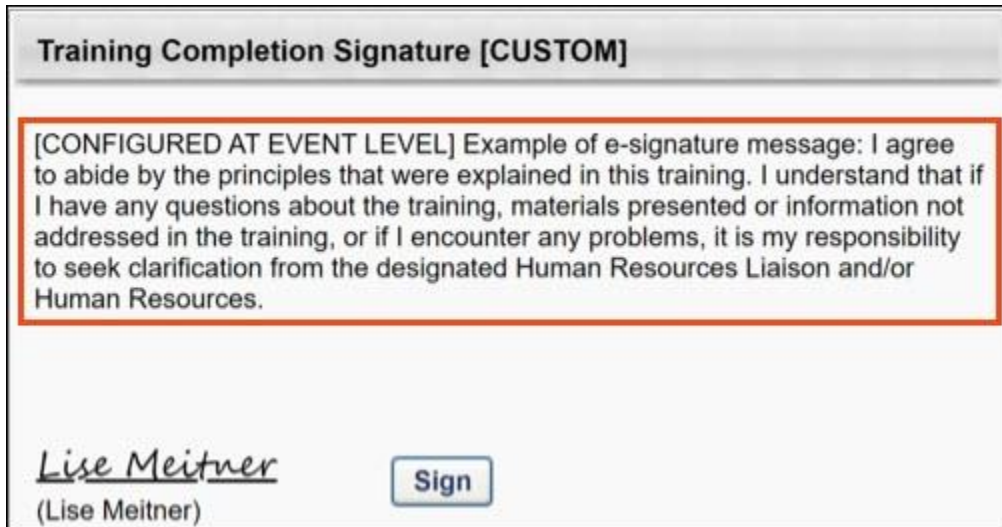 Training Completion Signature [CUSTOM]
[CONFIGURED AT EVENT LEVEL] Example of e-signature message: I agree
to abide by the principles that were explained in this training. I understand that if
I have any questions about the training, materials presented or information not
addressed in the training, or if I encounter any problems, it is my responsibility
to seek clarification from the designated Human Resources Liaison and/or
Human Resources.
Lise Meitner
Sign
(Lise Meitner)